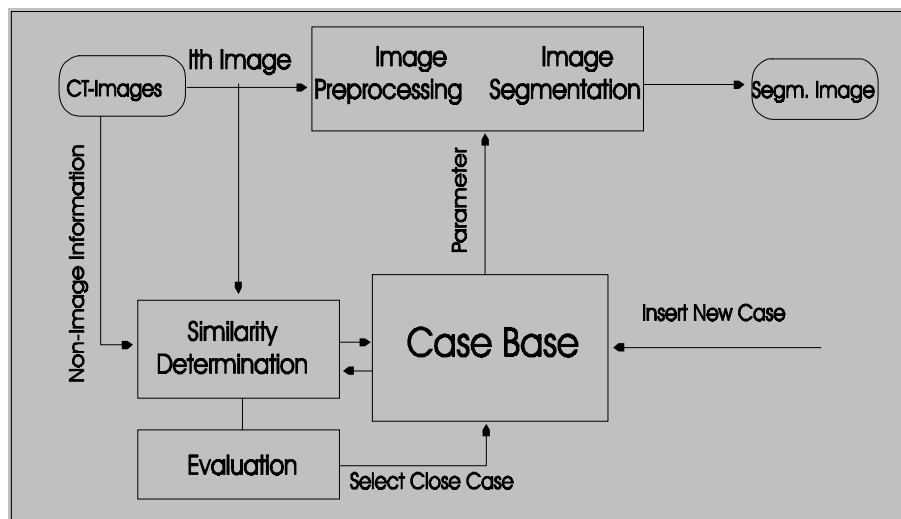 Ith Image
CT-Images
Image
Preprocessing
Image
Segmentation
Segm. Image
Non-Image Information
Parameter
Similarity
Determination
Case Base
Insert New Case
Evaluation
Select Close Case